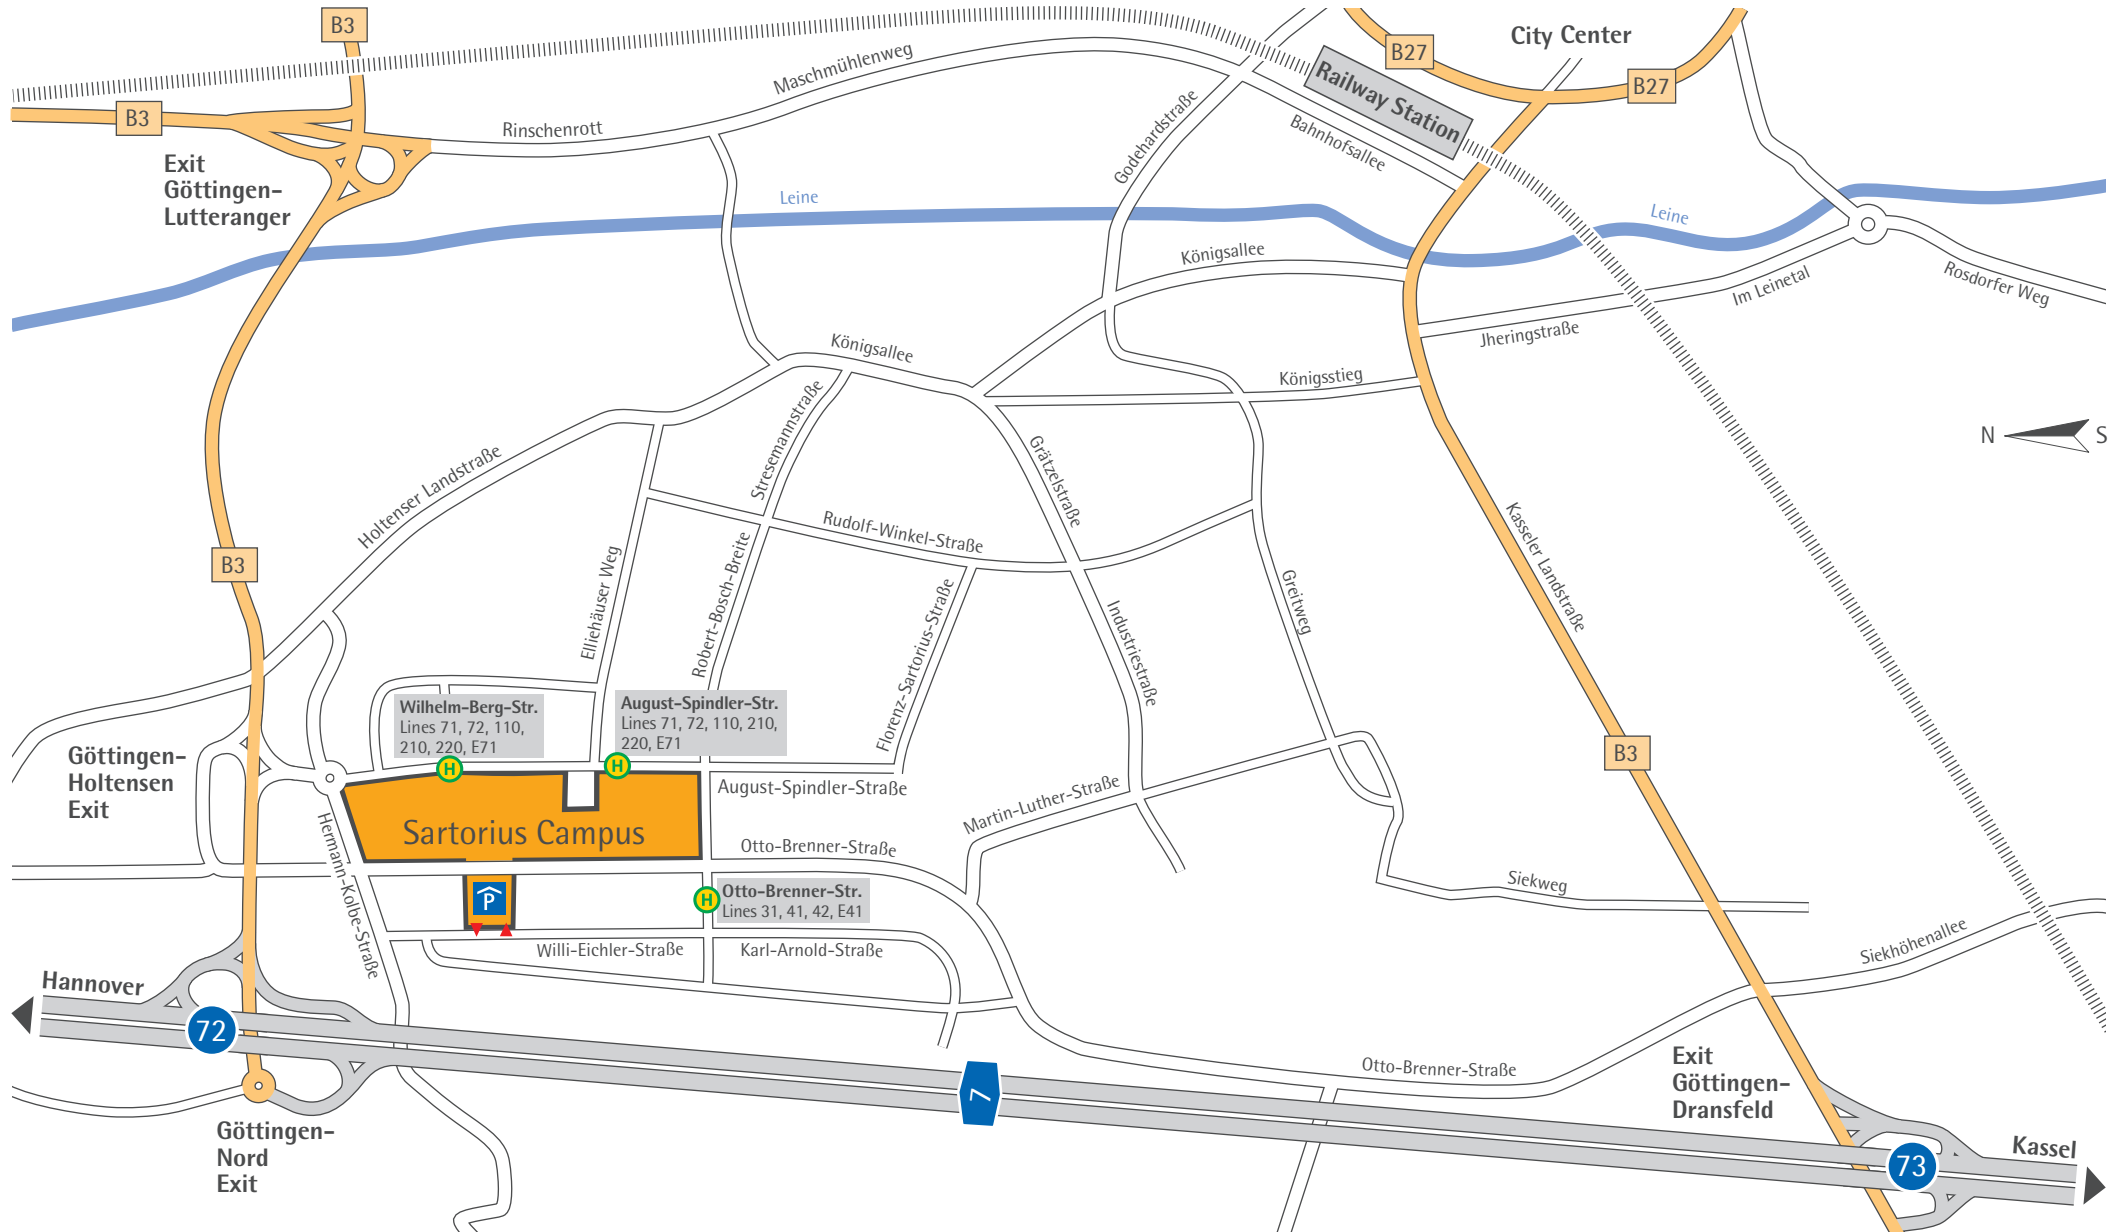 B3
City Center
B27
B27
Maschmühlenweg
Railway Station
B3
Rinschenrott
Godehardstraße
Bahnhofsallee
Exit
Göttingen-
Lutteranger
Leine
Leine
Königsallee
Rosdorfer Weg
Im Leinetal
Jheringstraße
Königsallee
Königsstieg
N
S
Stresemannstraße
Grätzelstraße
Holtenser Landstraße
Rudolf-Winkel-Straße
Kasseler Landstraße
B3
Elliehäuser Weg
Robert-Bosch-Breite
Florenz-Sartorius-Straße
Industriestraße
Greitweg
Wilhelm-Berg-Str.
Lines 71, 72, 110,
210, 220, E71
August-Spindler-Str.
Lines 71, 72, 110, 210,
220, E71
H
H
B3
Göttingen-
Holtensen
Exit
August-Spindler-Straße
Martin-Luther-Straße
Sartorius Campus
Hermann-Kolbe-Straße
Otto-Brenner-Straße
P
H
Otto-Brenner-Str.
Lines 31, 41, 42, E41
Siekweg
Siekhöhenallee
Willi-Eichler-Straße
Karl-Arnold-Straße
Hannover
72
7
Otto-Brenner-Straße
Exit
Göttingen-
Dransfeld
Göttingen-
Nord
Exit
73
Kassel